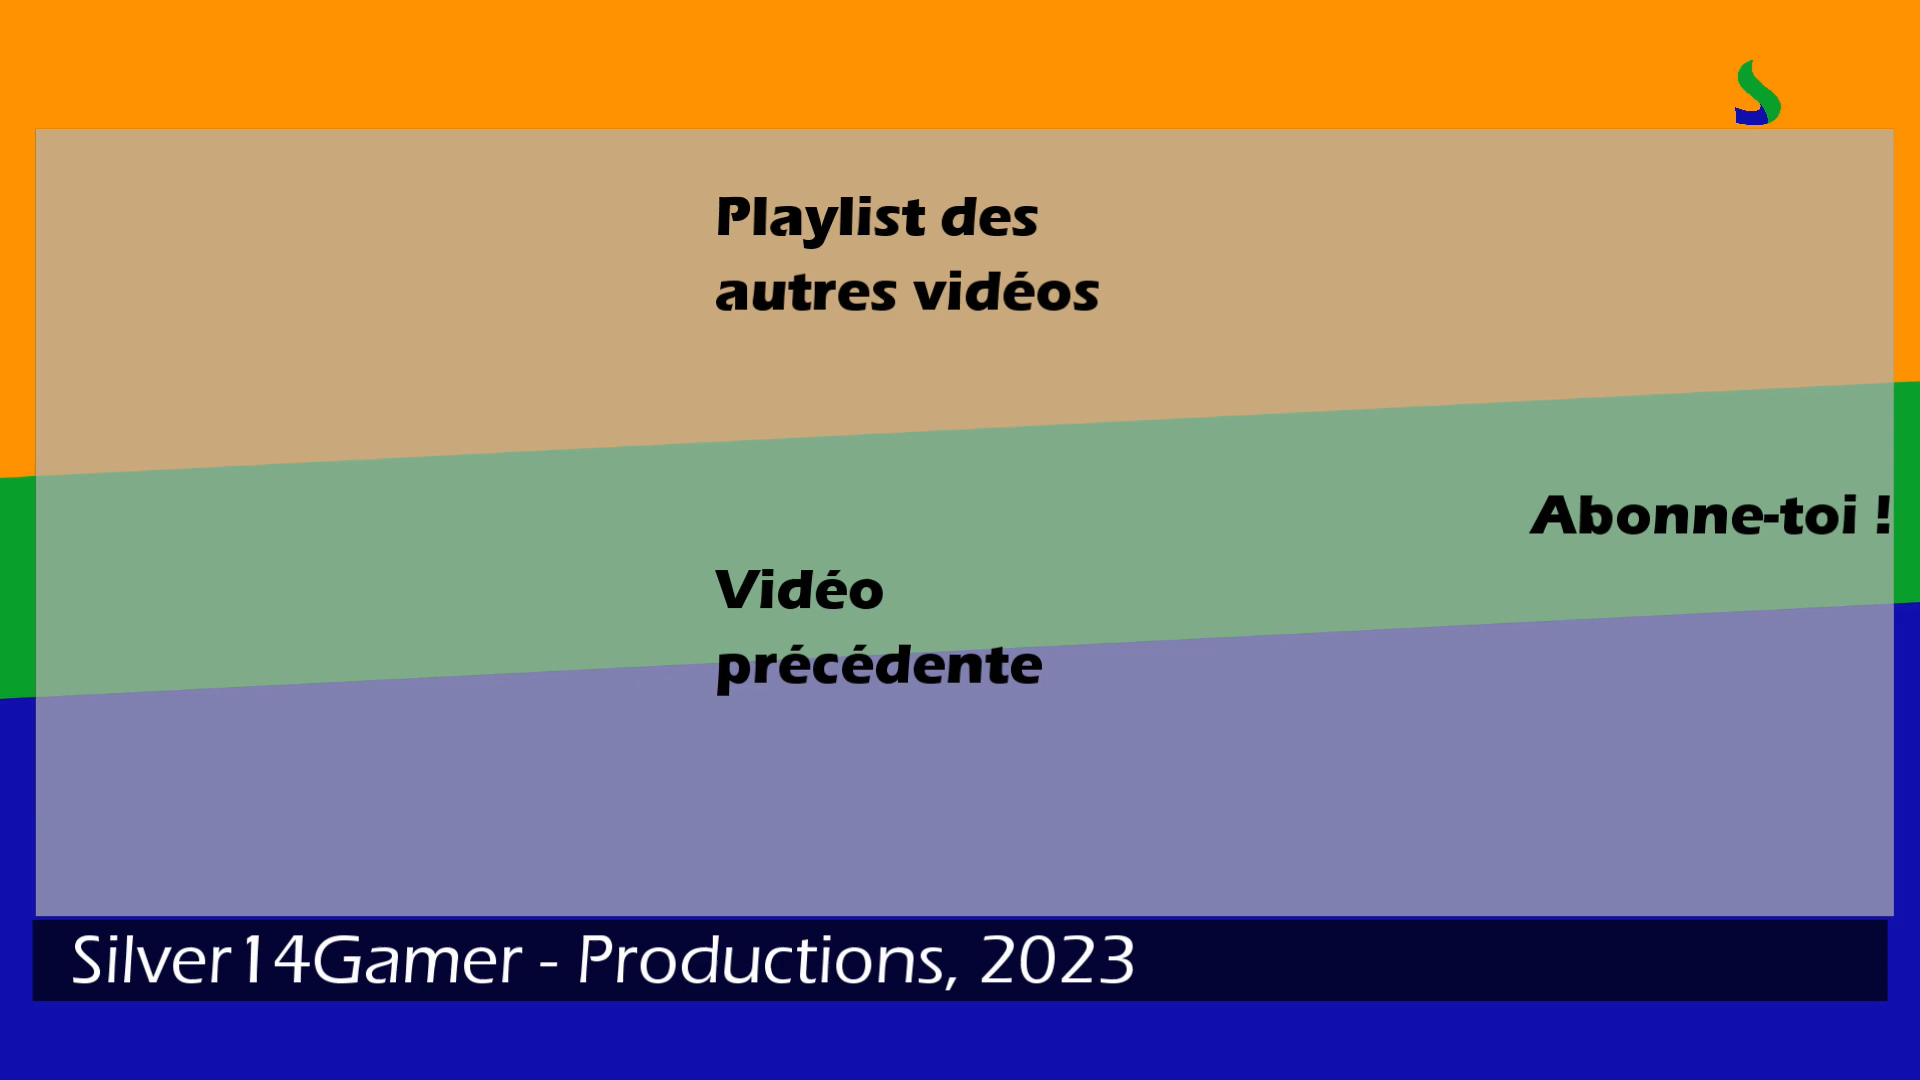 S
Playlist des
autres vidéos
Abonne-toi !
Vidéo
précédente
Silver14Gamer - Productions, 2023